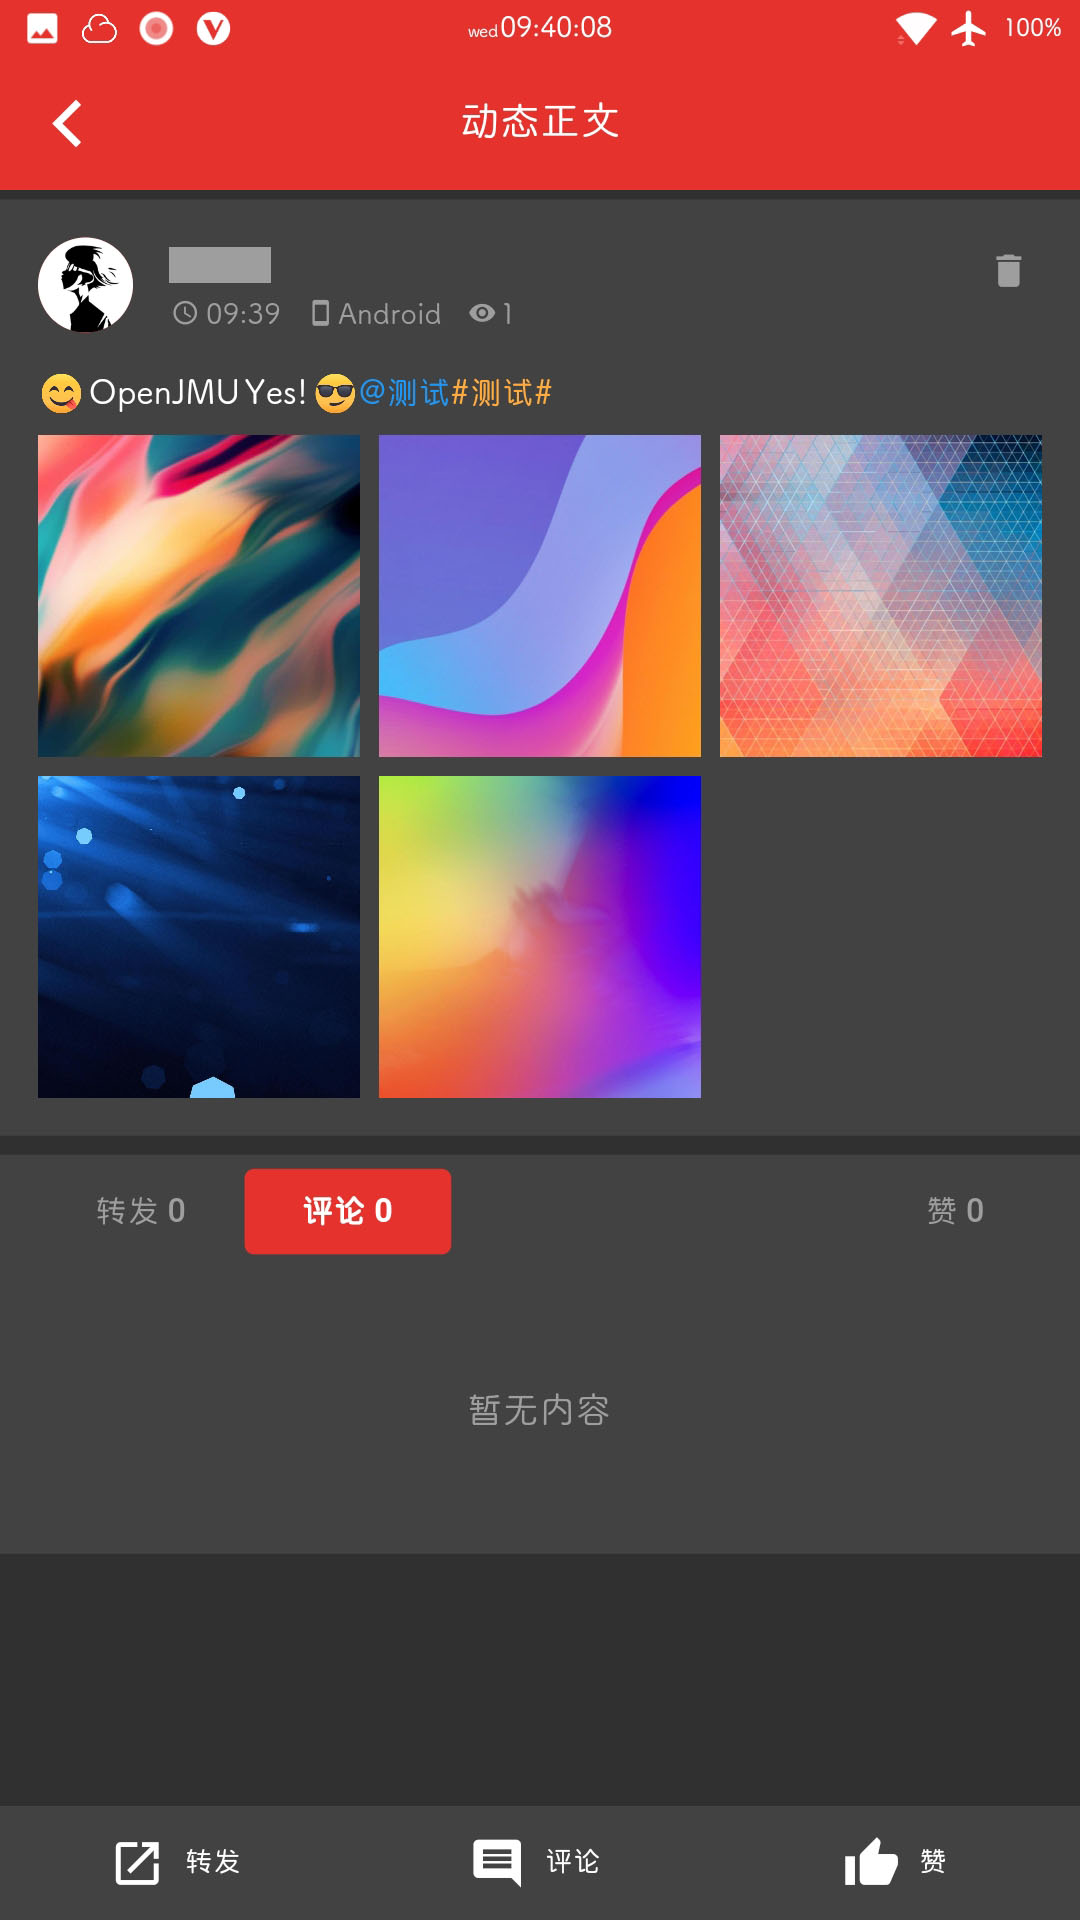 wed 09:40:08 100%
动态正文
09:39 Android 1
😋 OpenJMU Yes! 😎@测试#测试#
转发 0 评论 0 赞 0
暂无内容
转发 评论 赞